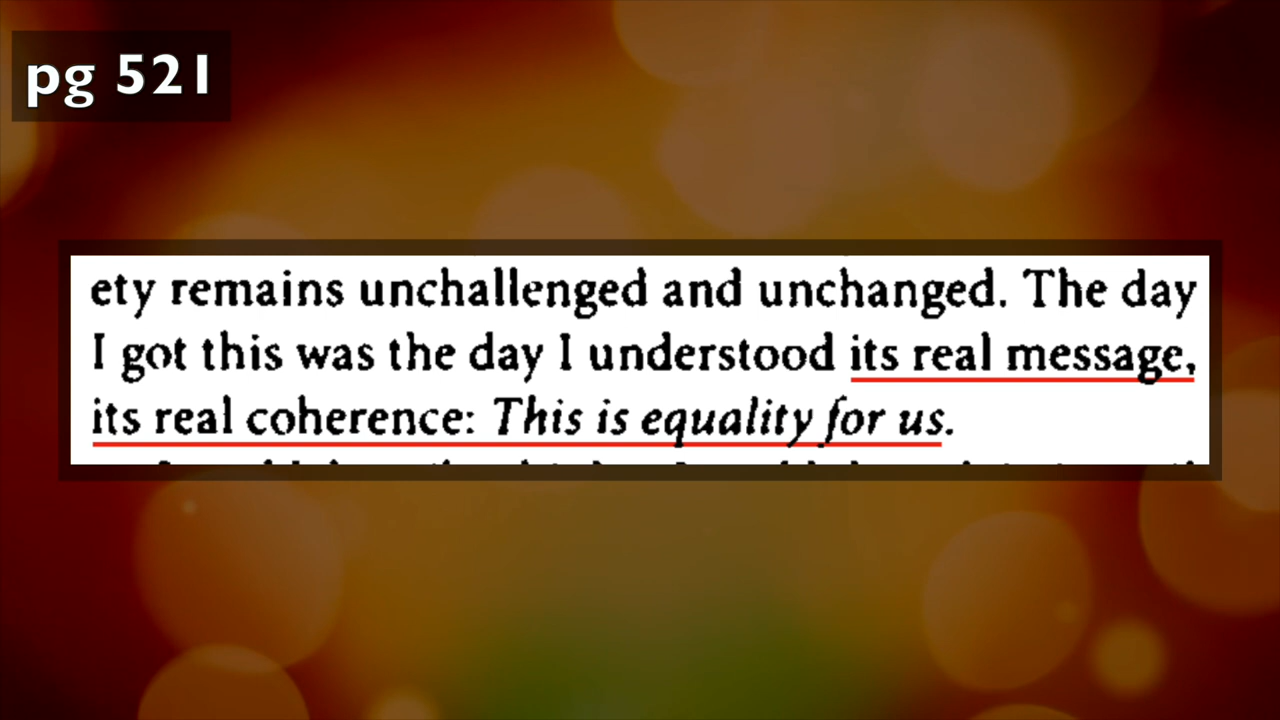 pg 521
ety remains unchallenged and unchanged. The day
I got this was the day I understood its real message,
its real coherence: This is equality for us.